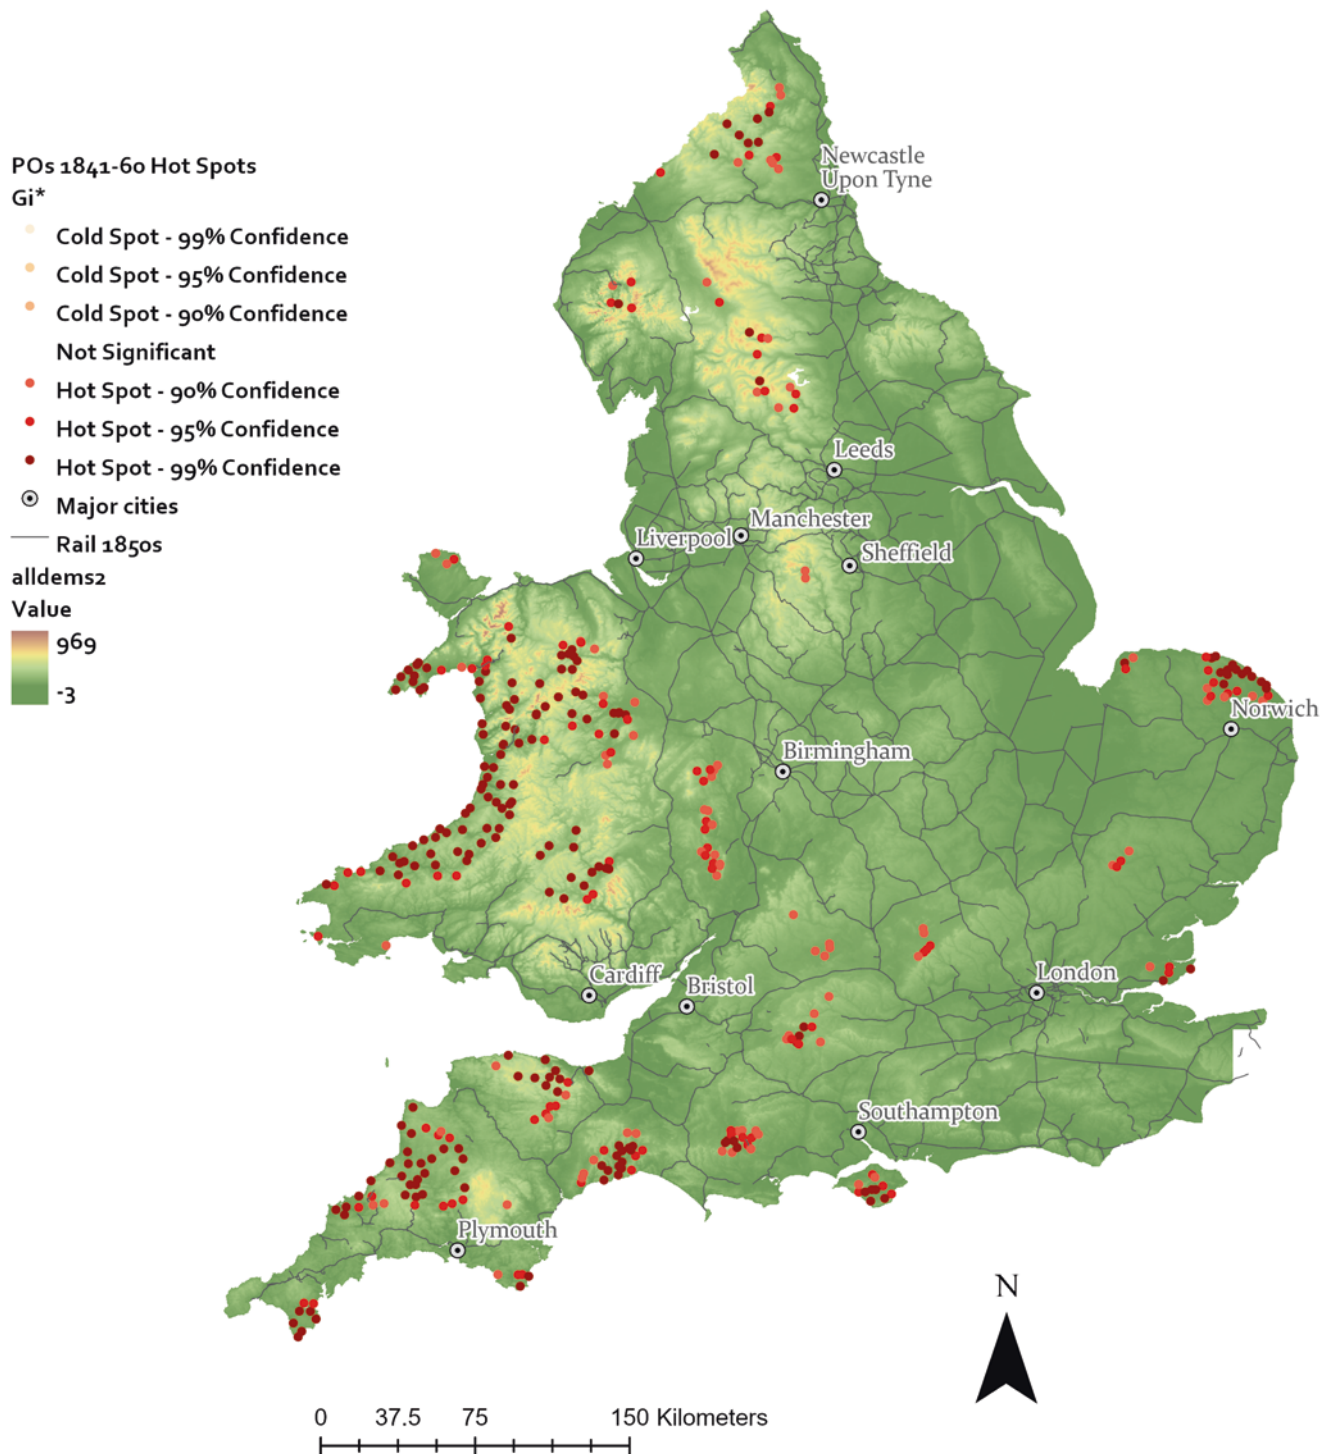 POs 1841-60 Hot Spots
Gi*
Cold Spot - 99% Confidence
Cold Spot - 95% Confidence
Cold Spot - 90% Confidence
Not Significant
Hot Spot - 90% Confidence
Hot Spot - 95% Confidence
Hot Spot - 99% Confidence
Major cities
Rail 1850s
alldems2
Value
969
-3
Newcastle
Upon Tyne
Leeds
Manchester
Liverpool
Sheffield
Norwich
Birmingham
Cardiff
Bristol
London
Southampton
Plymouth
N
0 37.5 75 150 Kilometers